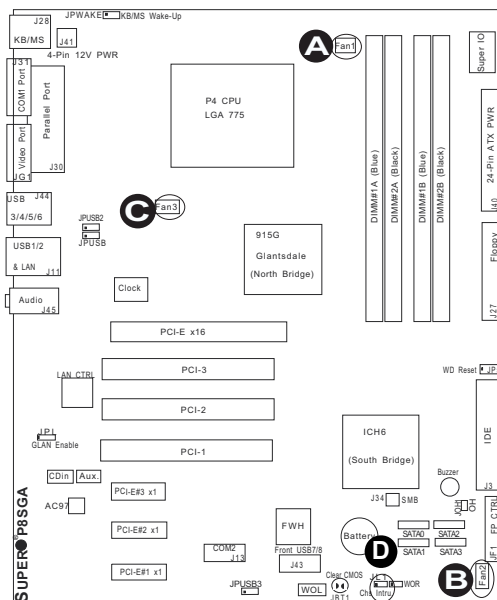 JPWAKE KB/MS Wake-Up
J28
KB/MS
J41
4-Pin 12V PWR
A
Fan1
Super IO
J31
COM1 Port
Parallel Port
J30
Video Port
JG1
P4 CPU
LGA 775
DIMM#1A (Blue)
DIMM#2A (Black)
DIMM#1B (Blue)
DIMM#2B (Black)
24-Pin ATX PWR
J40
USB J44
3/4/5/6
JPUSB2
JPUSB
C
Fan3
USB1/2
& LAN J11
915G
Glantsdale
(North Bridge)
Floppy
J27
Audio
J45
Clock
PCI-E x16
LAN CTRL
PCI-3
WD Reset JP
PCI-2
JPL
GLAN Enable
PCI-1
ICH6
(South Bridge)
IDE
J3
CDin Aux.
AC97
PCI-E#3 x1
Buzzer
J34 SMB
JOH
OH
PCI-E#2 x1
FWH
Battery
SATA0 SATA2
SATA1 SATA3
D
FP CTRL
JF1
COM2
J13
Front USB7/8
J43
PCI-E#1 x1
JPUSB3
WOL
Clear CMOS
JBT1
JL1
Chs Intru
WOR
B
Fan2
SUPER® P8SGA